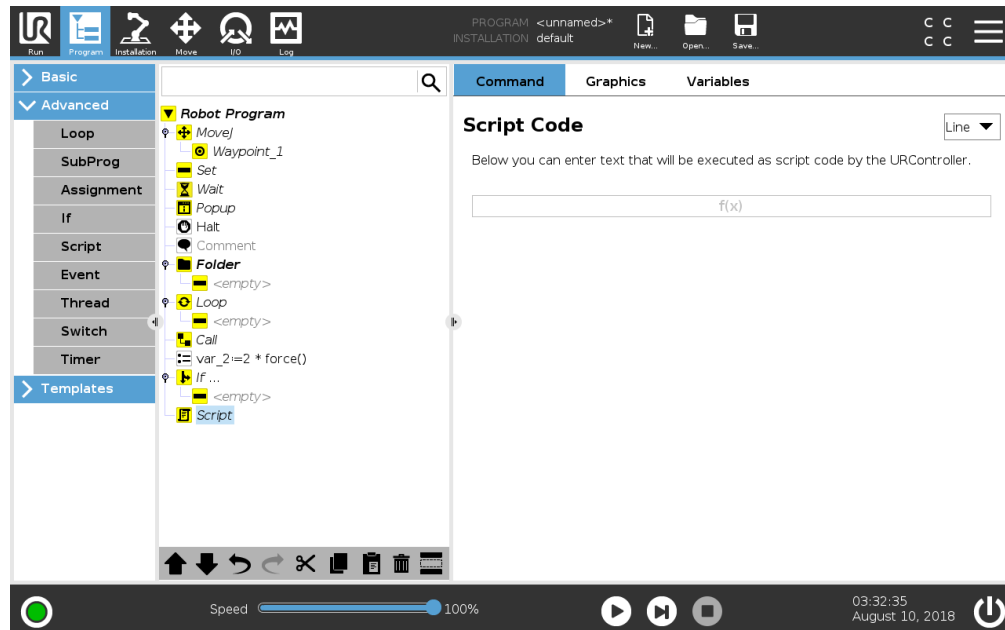 PROGRAM <unnamed>*
INSTALLATION default
Run Program Installation Move I/O Log
New... Open... Save...
C C
C C
Basic
Advanced
Loop
SubProg
Assignment
If
Script
Event
Thread
Switch
Timer
Templates
Robot Program
MoveJ
Waypoint_1
Set
Wait
Popup
Halt
Comment
Folder
<empty>
Loop
<empty>
Call
var_2:=2 * force()
If ...
<empty>
Script
Command Graphics Variables
Script Code
Line
Below you can enter text that will be executed as script code by the URController.
f(x)
Speed 100%
03:32:35
August 10, 2018